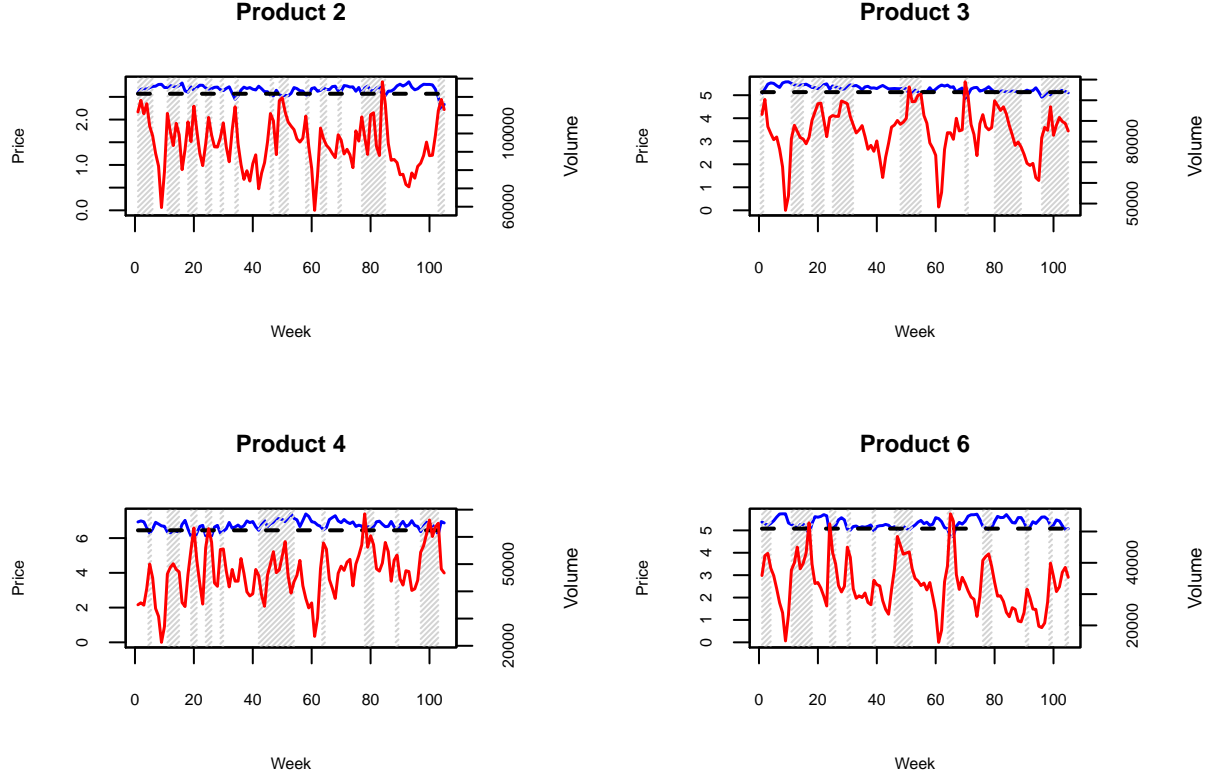 Product 2
Price
0.0 1.0 2.0
60000 100000
Volume
0 20 40 60 80 100
Week
Product 3
Price
0 1 2 3 4 5
50000 80000
Volume
0 20 40 60 80 100
Week
Product 4
Price
0 2 4 6
20000 50000
Volume
0 20 40 60 80 100
Week
Product 6
Price
0 1 2 3 4 5
20000 40000
Volume
0 20 40 60 80 100
Week